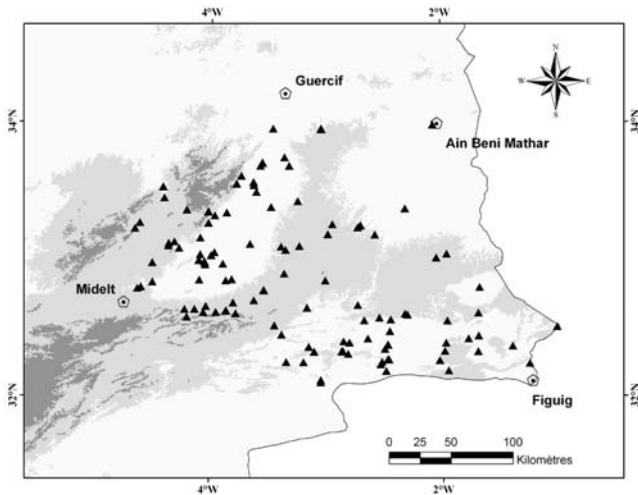 4°W 2°W
N
W E
S
Guercif
34°N 34°N
Ain Beni Mathar
Midelt
32°N 32°N
Figuig
0 25 50 100
Kilomètres
4°W 2°W